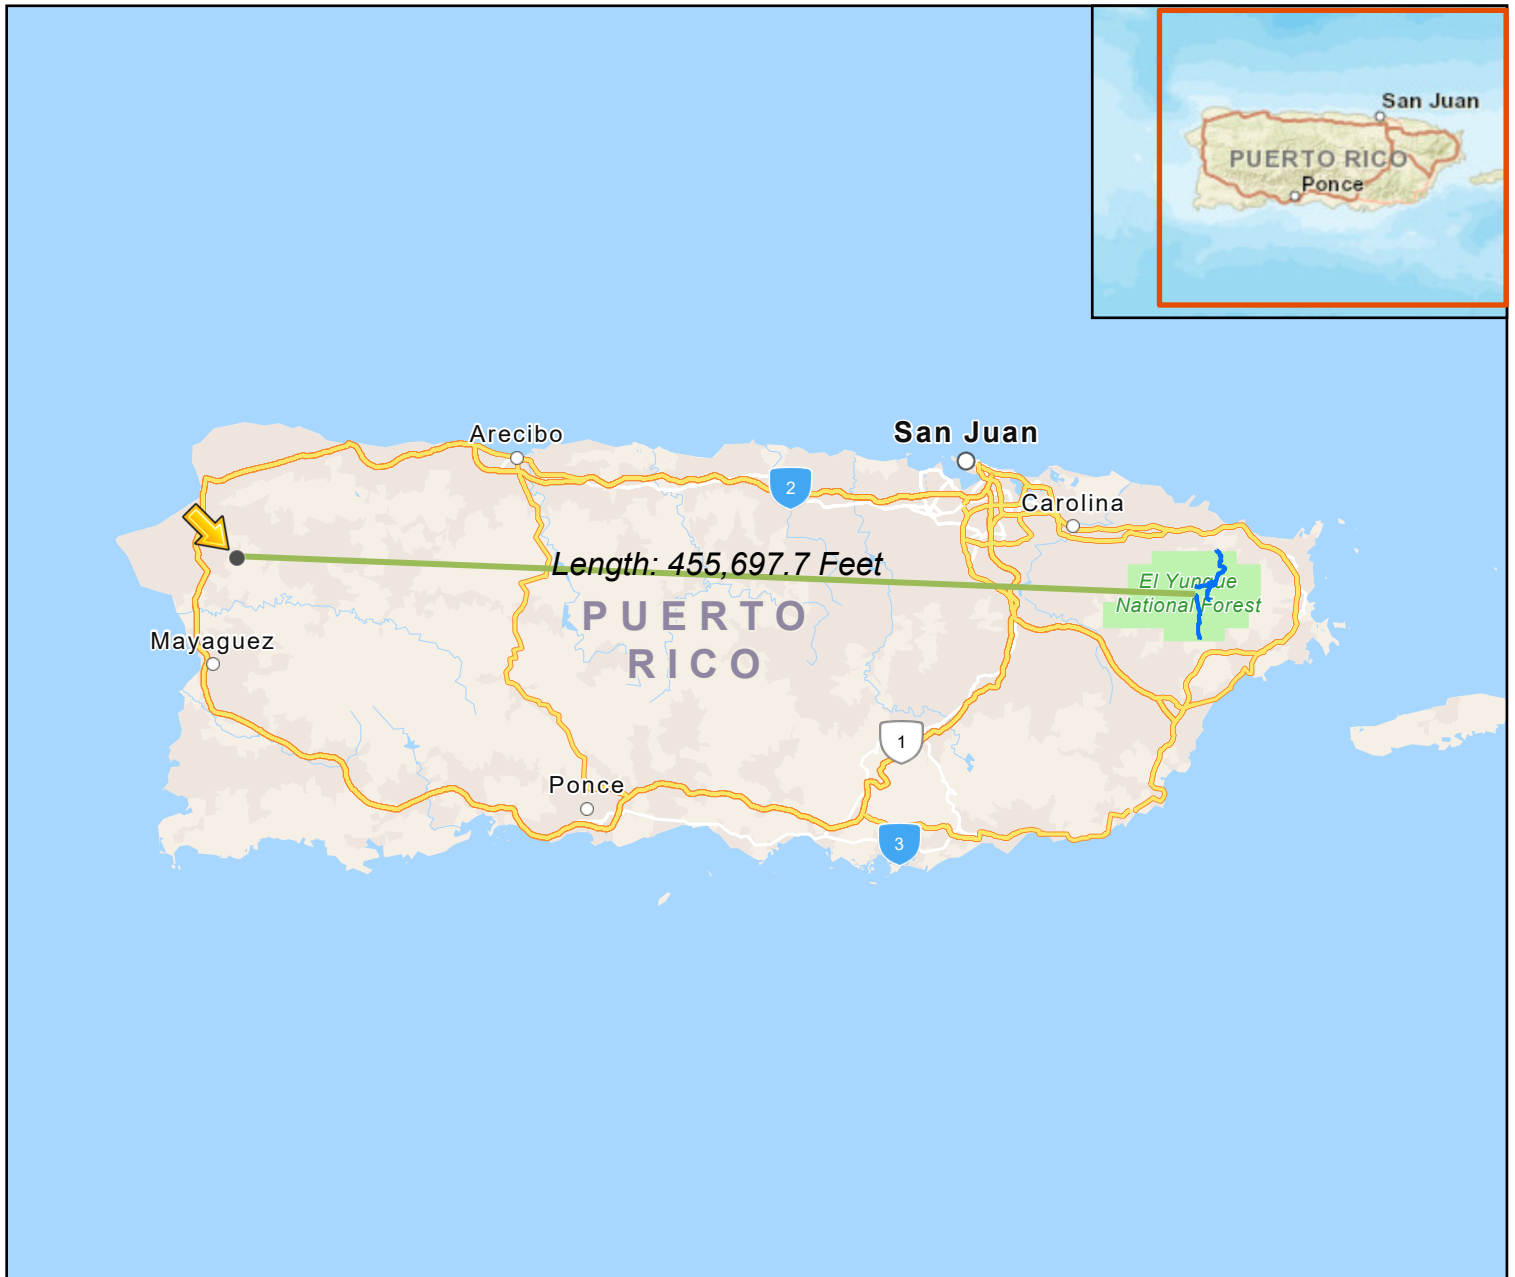 San Juan
PUERTO RICO
Ponce
Arecibo
San Juan
2
Carolina
Length: 455,697.7 Feet
El Yunque
National Forest
PUERTO
RICO
Mayaguez
1
Ponce
3